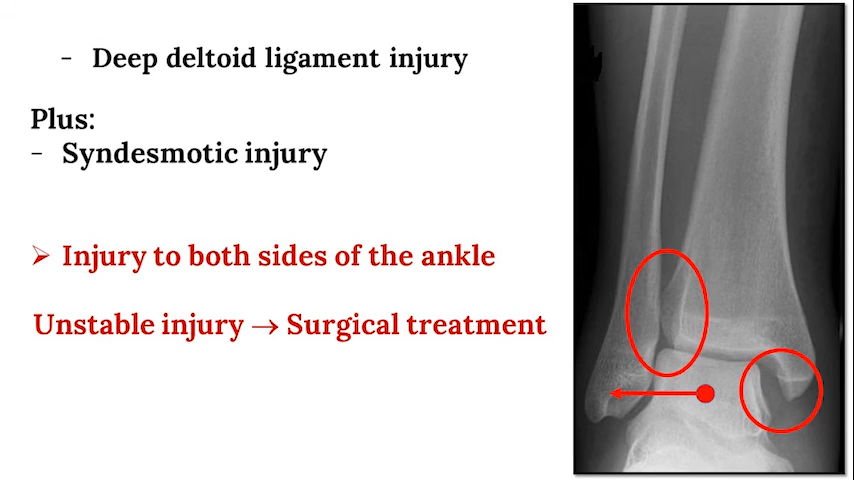 - Deep deltoid ligament injury
Plus:
- Syndesmotic injury
➢ Injury to both sides of the ankle
Unstable injury → Surgical treatment